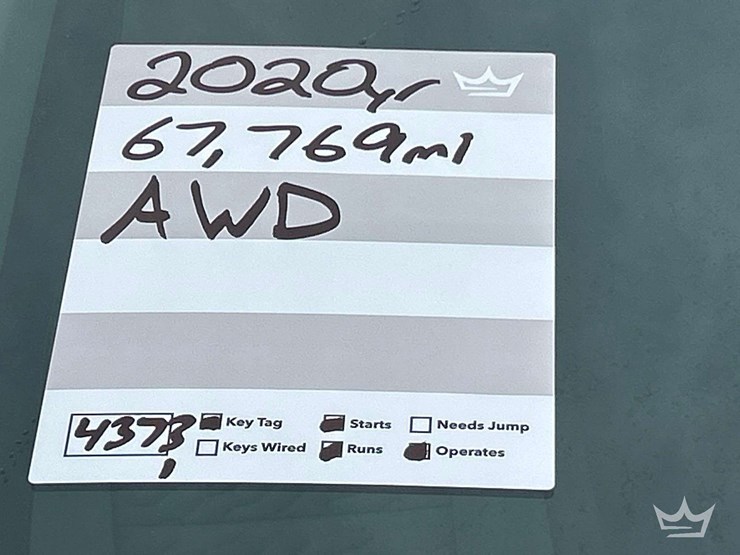 2020yr
67,769mi
AWD
4373 Key Tag Starts Needs Jump
Keys Wired Runs Operates